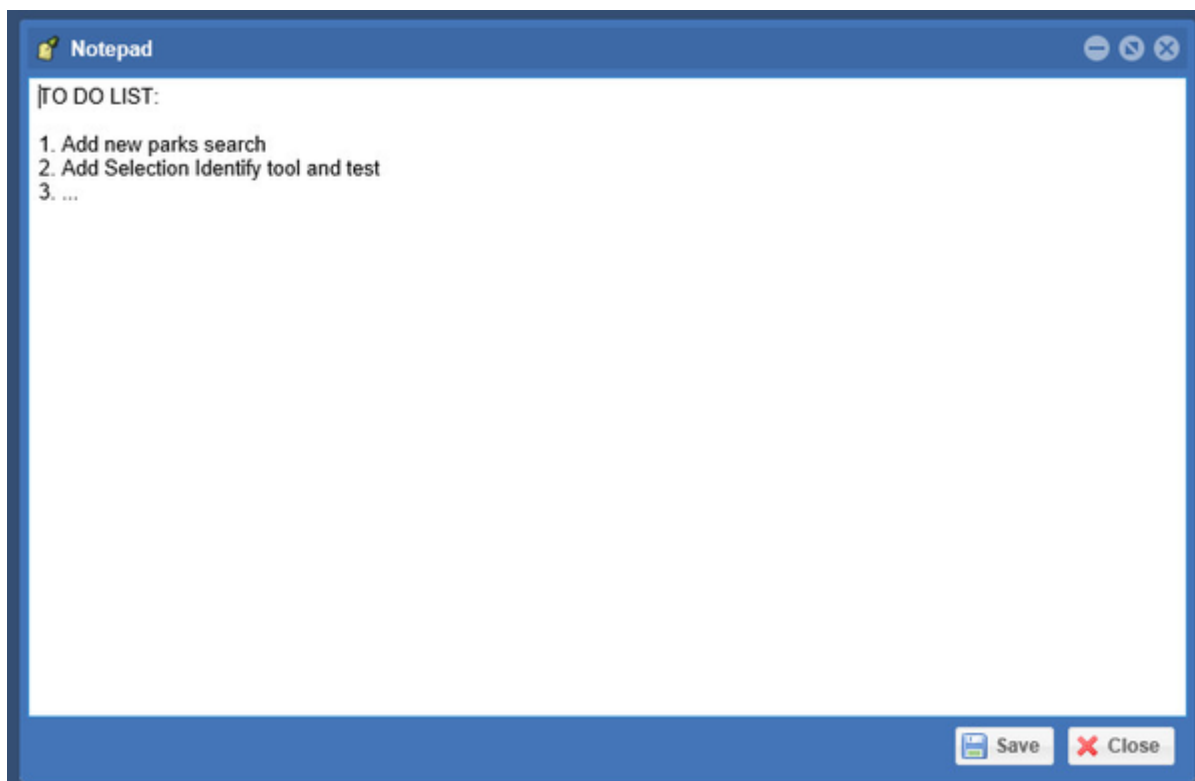 Notepad
TO DO LIST:
1. Add new parks search
2. Add Selection Identify tool and test
3. ...
Save
Close